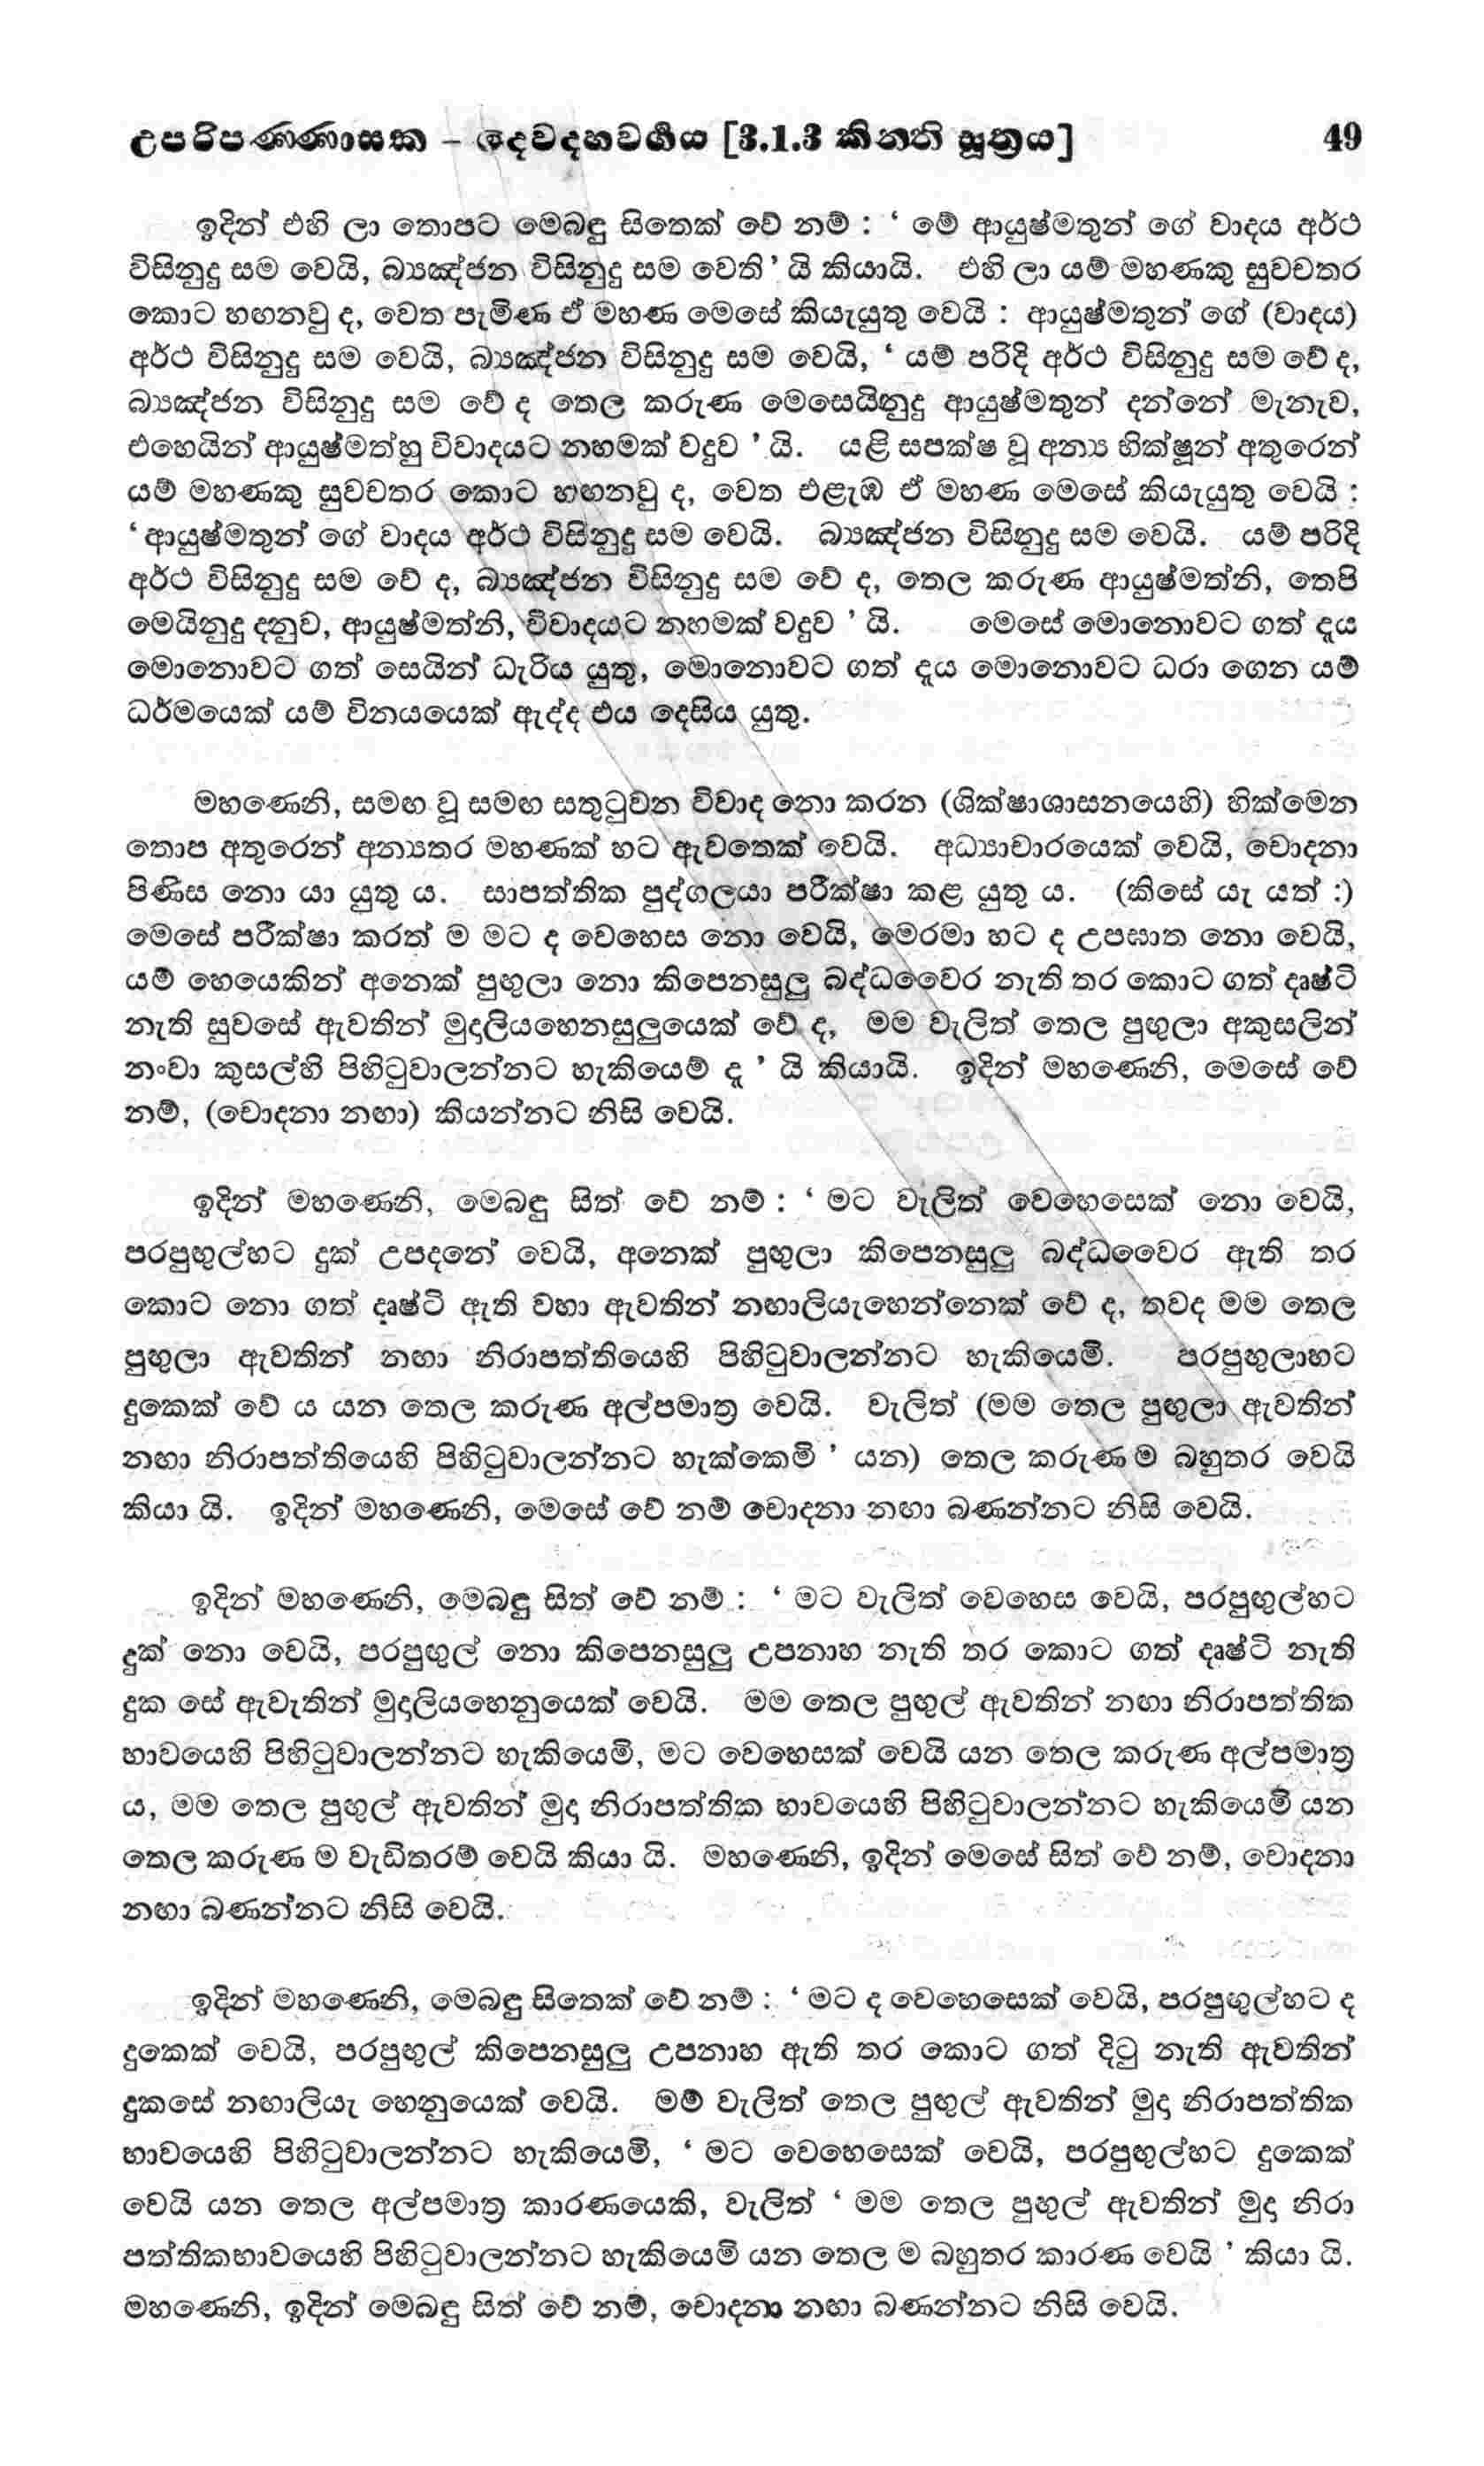 උපරිපණ්ණාසක – දෙවදහවර්ගය [3.1.3 කින්ති සූත්‍රය] 49
ඉදින් එහි ලා තොපට මෙබඳු සිතෙක් වේ නම් : ‘ මේ ආයුෂ්මතුන් ගේ වාදය අර්ථ
විසිනුදු සම වෙයි, ව්‍යඤ්ජන විසිනුදු සම වෙති’ යි කියායි. එහි ලා යම් මහණකු සුවචතර
කොට හඟනවු ද, වෙත පැමිණ ඒ මහණ මෙසේ කියැයුතු වෙයි : ආයුෂ්මතුන් ගේ (වාදය)
අර්ථ විසිනුදු සම වෙයි, ව්‍යඤ්ජන විසිනුදු සම වෙයි, ‘ යම් පරිදි අර්ථ විසිනුදු සම වේ ද,
ව්‍යඤ්ජන විසිනුදු සම වේ ද තෙල කරුණ මෙසෙයිනුදු ආයුෂ්මතුන් දන්නේ මැනැව,
එහෙයින් ආයුෂ්මත්හු විවාදයට නහමක් වදුව ’ යි. යළි සපක්ෂ වූ අන්‍ය භික්ෂූන් අතුරෙන්
යම් මහණකු සුවචතර කොට හඟනවු ද, වෙත එළැඹ ඒ මහණ මෙසේ කියැයුතු වෙයි :
‘ ආයුෂ්මතුන් ගේ වාදය අර්ථ විසිනුදු සම වෙයි. ව්‍යඤ්ජන විසිනුදු සම වෙයි. යම් පරිදි
අර්ථ විසිනුදු සම වේ ද, ව්‍යඤ්ජන විසිනුදු සම වේ ද, තෙල කරුණ ආයුෂ්මත්නි, තෙපි
මෙයිනුදු දනුව, ආයුෂ්මත්නි, විවාදයට නහමක් වදුව ’ යි. මෙසේ මොනොවට ගත් දෑය
මොනොවට ගත් සෙයින් ධැරිය යුතු, මොනොවට ගත් දෑය මොනොවට ධරා ගෙන යම්
ධර්මයෙක් යම් විනයයෙක් ඇද්ද එය දෙසිය යුතු.
මහණෙනි, සමඟ වූ සමඟ සතුටුවන විවාද නො කරන (ශික්ෂාශාසනයෙහි) හික්මෙන
තොප අතුරෙන් අන්‍යතර මහණක් හට ඇවතෙක් වෙයි. අධ්‍යාචාරයෙක් වෙයි, චොදනා
පිණිස නො යා යුතු ය. සාපත්තික පුද්ගලයා පරීක්ෂා කළ යුතු ය. (කිසේ යැ යත් :)
මෙසේ පරීක්ෂා කරත් ම මට ද වෙහෙස නො වෙයි, මෙරමා හට ද උපඝාත නො වෙයි,
යම් හෙයෙකින් අනෙක් පුඟුලා නො කිපෙනසුලු බද්ධවෛර නැති තර කොට ගත් දෘෂ්ටි
නැති සුවසේ ඇවතින් මුදාලියහෙනසුලුයෙක් වේ ද, මම වැලිත් තෙල පුඟුලා අකුසලින්
නංවා කුසල්හි පිහිටුවාලන්නට හැකියෙම් ද ’ යි කියායි. ඉදින් මහණෙනි, මෙසේ වේ
නම්, (චොදනා නඟා) කියන්නට නිසි වෙයි.
ඉදින් මහණෙනි, මෙබඳු සිත් වේ නම් : ‘ මට වැලිත් වෙහෙසෙක් නො වෙයි,
පරපුඟුල්හට දුක් උපදනේ වෙයි, අනෙක් පුඟුලා කිපෙනසුලු බද්ධවෛර ඇති තර
කොට නො ගත් දෘෂ්ටි ඇති වහා ඇවතින් නඟාලියැහෙන්නෙක් වේ ද, තවද මම තෙල
පුඟුලා ඇවතින් නඟා නිරාපත්තියෙහි පිහිටුවාලන්නට හැකියෙමි. පරපුඟුලාහට
දුකෙක් වේ ය යන තෙල කරුණ අල්පමාත්‍ර වෙයි. වැලිත් (මම තෙල පුඟුලා ඇවතින්
නඟා නිරාපත්තියෙහි පිහිටුවාලන්නට හැක්කෙමි ’ යන) තෙල කරුණ ම බහුතර වෙයි
කියා යි. ඉදින් මහණෙනි, මෙසේ වේ නම් චොදනා නඟා බණන්නට නිසි වෙයි.
ඉදින් මහණෙනි, මෙබඳු සිත් වේ නම් : ‘ මට වැලිත් වෙහෙස වෙයි, පරපුඟුල්හට
දුක් නො වෙයි, පරපුඟුල් නො කිපෙනසුලු උපනාහ නැති තර කොට ගත් දෘෂ්ටි නැති
දුක සේ ඇවැතින් මුදාලියහෙනුයෙක් වෙයි. මම තෙල පුඟුල් ඇවතින් නඟා නිරාපත්තික
භාවයෙහි පිහිටුවාලන්නට හැකියෙමි, මට වෙහෙසක් වෙයි යන තෙල කරුණ අල්පමාත්‍ර
ය, මම තෙල පුඟුල් ඇවතින් මුදා නිරාපත්තික භාවයෙහි පිහිටුවාලන්නට හැකියෙමි යන
තෙල කරුණ ම වැඩිතරම් වෙයි කියා යි. මහණෙනි, ඉදින් මෙසේ සිත් වේ නම්, චොදනා
නඟා බණන්නට නිසි වෙයි.
ඉදින් මහණෙනි, මෙබඳු සිතෙක් වේ නම් : ‘ මට ද වෙහෙසෙක් වෙයි, පරපුඟුල්හට ද
දුකෙක් වෙයි, පරපුඟුල් කිපෙනසුලු උපනාහ ඇති තර කොට ගත් දිටු නැති ඇවතින්
දුකසේ නඟාලියැ හෙනුයෙක් වෙයි. මම් වැලිත් තෙල පුඟුල් ඇවතින් මුදා නිරාපත්තික
භාවයෙහි පිහිටුවාලන්නට හැකියෙමි, ‘ මට වෙහෙසෙක් වෙයි, පරපුඟුල්හට දුකෙක්
වෙයි යන තෙල අල්පමාත්‍ර කාරණයෙකි, වැලිත් ‘ මම තෙල පුඟුල් ඇවතින් මුදා නිරා
පත්තිකභාවයෙහි පිහිටුවාලන්නට හැකියෙමි යන තෙල ම බහුතර කාරණ වෙයි ’ කියා යි.
මහණෙනි, ඉදින් මෙබඳු සිත් වේ නම්, චොදනා නඟා බණන්නට නිසි වෙයි.